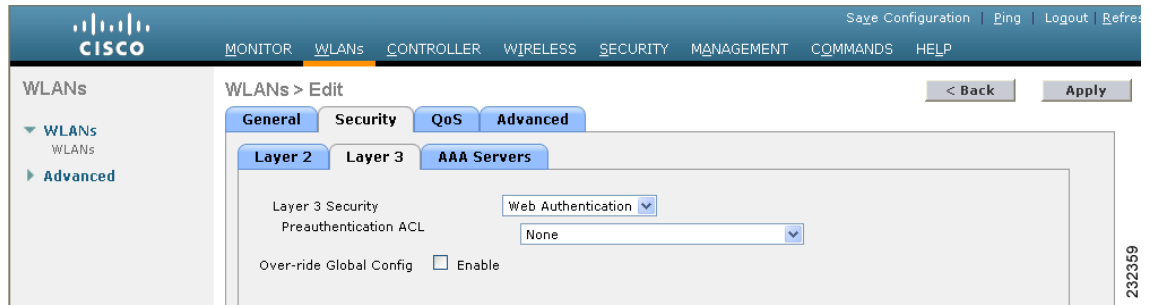 Save Configuration | Ping | Logout | Refres
CISCO
MONITOR WLANs CONTROLLER WIRELESS SECURITY MANAGEMENT COMMANDS HELP
WLANs
WLANs > Edit
< Back
Apply
General Security QoS Advanced
WLANs
WLANs
Advanced
Layer 2 Layer 3 AAA Servers
Layer 3 Security Web Authentication
Preauthentication ACL None
Over-ride Global Config Enable
232359